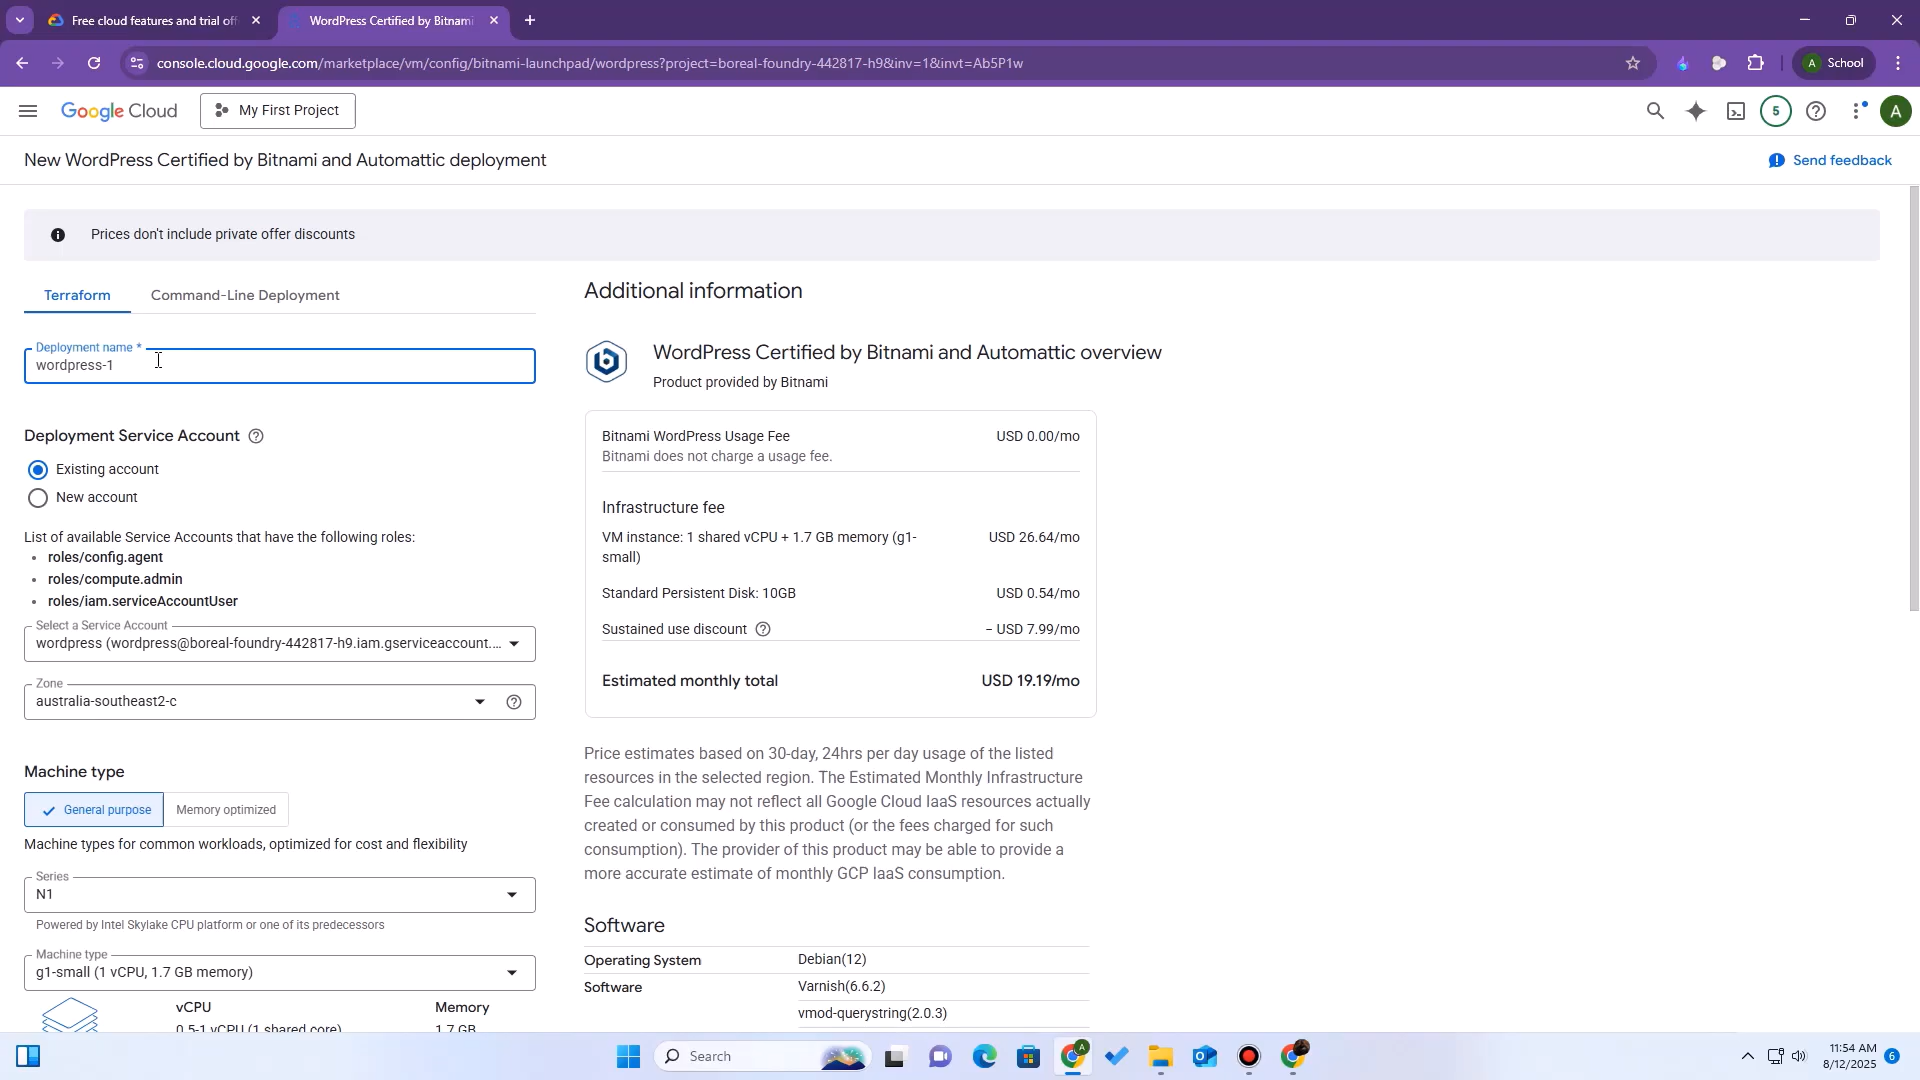 Free cloud features and trial off
WordPress Certified by Bitnami
console.cloud.google.com/marketplace/vm/config/bitnami-launchpad/wordpress?project=boreal-foundry-442817-h9&inv=1&invt=Ab5P1w
A School
Google Cloud
My First Project
5
A
New WordPress Certified by Bitnami and Automattic deployment
Send feedback
Prices don't include private offer discounts
Terraform
Command-Line Deployment
Deployment name *
wordpress-1
Deployment Service Account
Existing account
New account
List of available Service Accounts that have the following roles:
• roles/config.agent
• roles/compute.admin
• roles/iam.serviceAccountUser
Select a Service Account
wordpress (wordpress@boreal-foundry-442817-h9.iam.gserviceaccount....
Zone
australia-southeast2-c
Machine type
General purpose
Memory optimized
Machine types for common workloads, optimized for cost and flexibility
Series
N1
Powered by Intel Skylake CPU platform or one of its predecessors
Machine type
g1-small (1 vCPU, 1.7 GB memory)
vCPU
Memory
0.5-1 vCPU (1 shared core)
1.7 GB
Additional information
WordPress Certified by Bitnami and Automattic overview
Product provided by Bitnami
Bitnami WordPress Usage Fee
USD 0.00/mo
Bitnami does not charge a usage fee.
Infrastructure fee
VM instance: 1 shared vCPU + 1.7 GB memory (g1-
small)
USD 26.64/mo
Standard Persistent Disk: 10GB
USD 0.54/mo
Sustained use discount
− USD 7.99/mo
Estimated monthly total
USD 19.19/mo
Price estimates based on 30-day, 24hrs per day usage of the listed
resources in the selected region. The Estimated Monthly Infrastructure
Fee calculation may not reflect all Google Cloud IaaS resources actually
created or consumed by this product (or the fees charged for such
consumption). The provider of this product may be able to provide a
more accurate estimate of monthly GCP IaaS consumption.
Software
Operating System
Debian(12)
Software
Varnish(6.6.2)
vmod-querystring(2.0.3)
Search
A
11:54 AM
8/12/2025
6